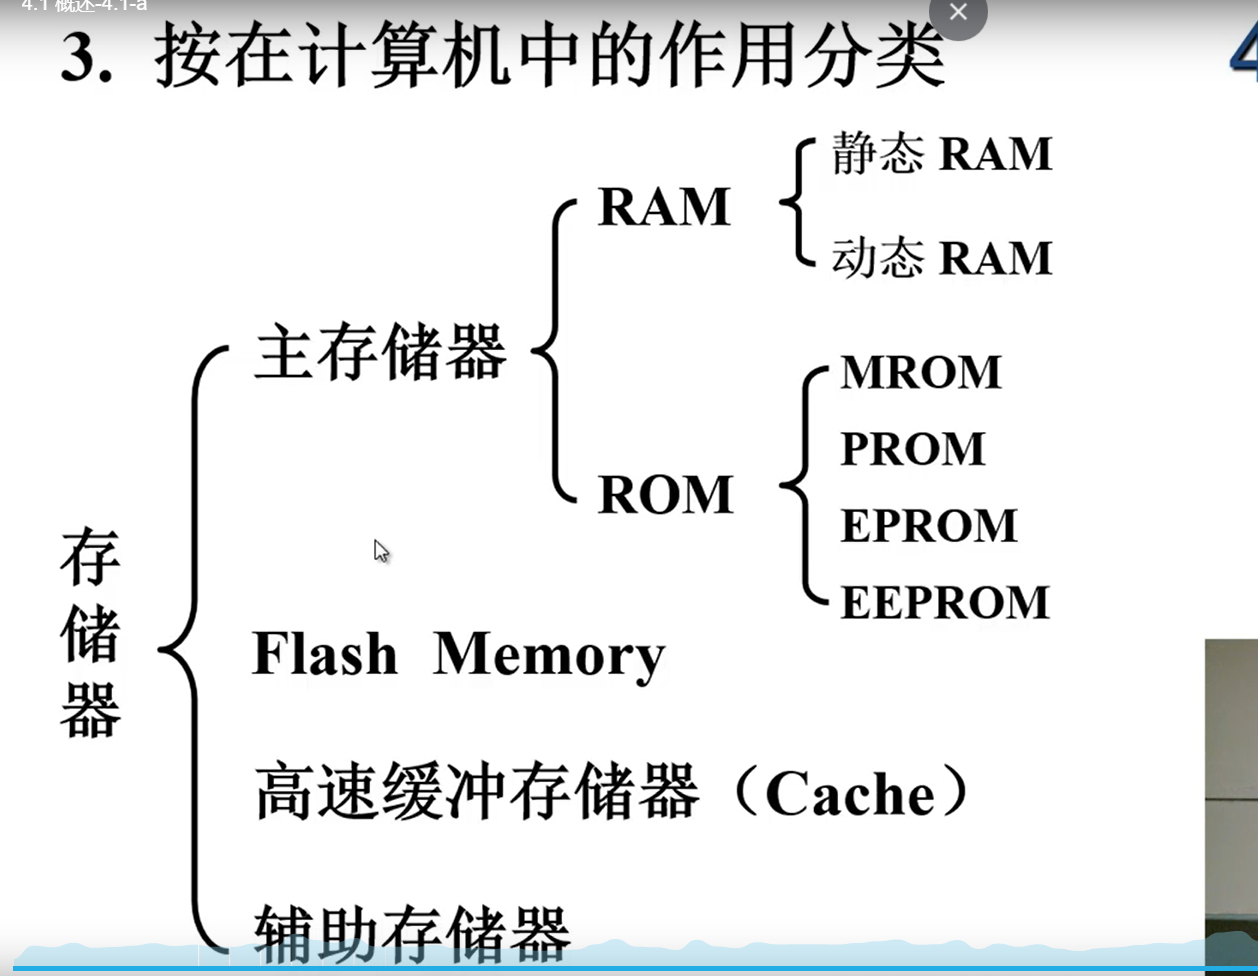 4.1 概述-4.1-a
3. 按在计算机中的作用分类
静态 RAM
RAM
动态 RAM
主存储器
MROM
PROM
ROM
EPROM
EEPROM
存储器
Flash Memory
高速缓冲存储器（Cache）
辅助存储器
4